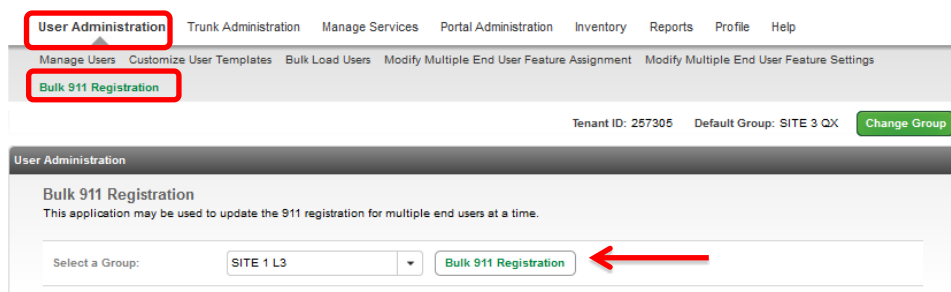 User Administration Trunk Administration Manage Services Portal Administration Inventory Reports Profile Help
Manage Users Customize User Templates Bulk Load Users Modify Multiple End User Feature Assignment Modify Multiple End User Feature Settings
Bulk 911 Registration
Tenant ID: 257305 Default Group: SITE 3 QX Change Group
User Administration
Bulk 911 Registration
This application may be used to update the 911 registration for multiple end users at a time.
Select a Group: SITE 1 L3 Bulk 911 Registration